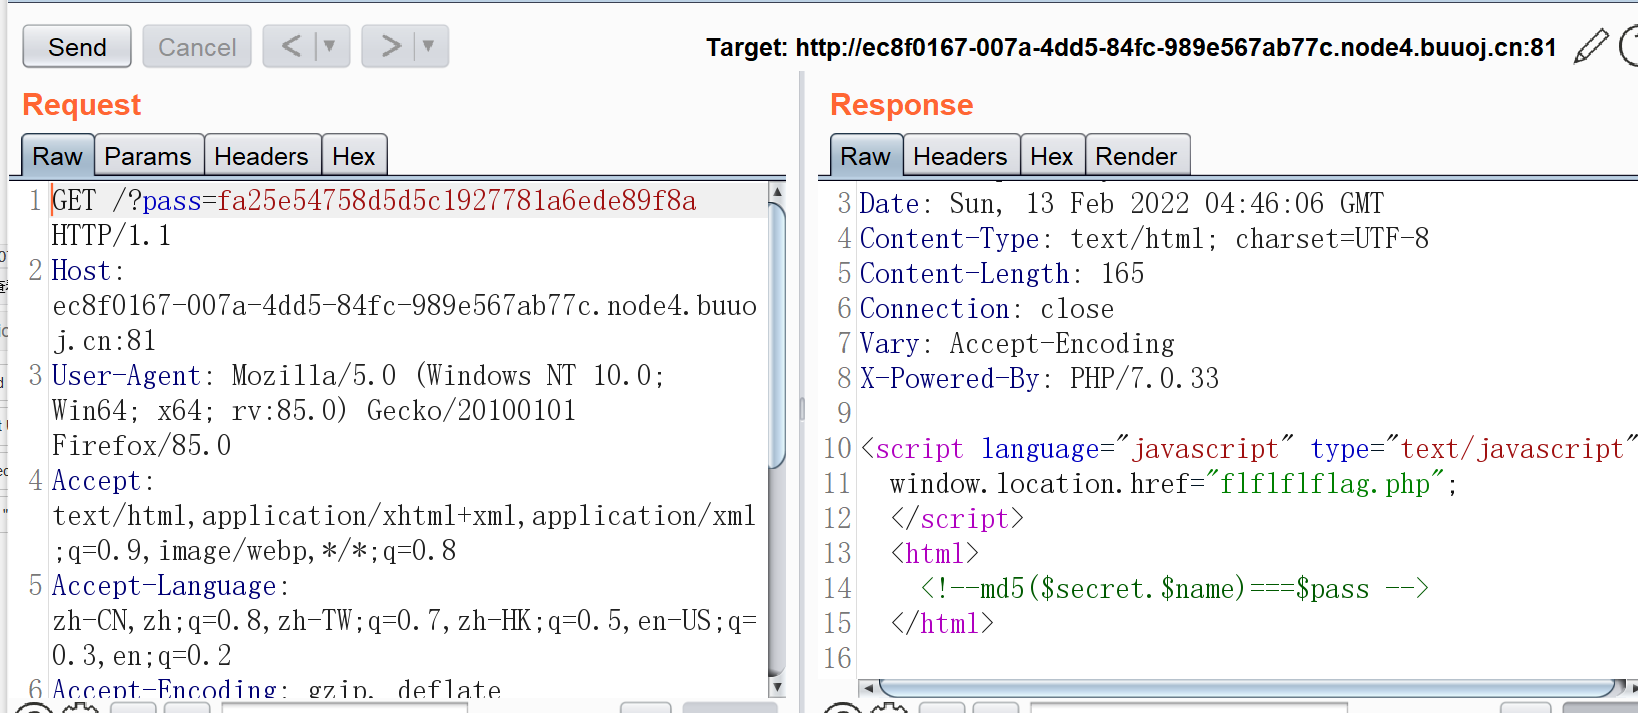 Send Cancel < > Target: http://ec8f0167-007a-4dd5-84fc-989e567ab77c.node4.buuoj.cn:81
Request
Raw Params Headers Hex
1 GET /?pass=fa25e54758d5d5c1927781a6ede89f8a
HTTP/1.1
2 Host:
ec8f0167-007a-4dd5-84fc-989e567ab77c.node4.buuo
j.cn:81
3 User-Agent: Mozilla/5.0 (Windows NT 10.0;
Win64; x64; rv:85.0) Gecko/20100101
Firefox/85.0
4 Accept:
text/html,application/xhtml+xml,application/xml
;q=0.9,image/webp,*/*;q=0.8
5 Accept-Language:
zh-CN,zh;q=0.8,zh-TW;q=0.7,zh-HK;q=0.5,en-US;q=
0.3,en;q=0.2
6 Accept-Encoding: gzip, deflate
Response
Raw Headers Hex Render
3 Date: Sun, 13 Feb 2022 04:46:06 GMT
4 Content-Type: text/html; charset=UTF-8
5 Content-Length: 165
6 Connection: close
7 Vary: Accept-Encoding
8 X-Powered-By: PHP/7.0.33
9
10 <script language="javascript" type="text/javascript"
11 window.location.href="flflflflag.php";
12 </script>
13 <html>
14 <!--md5($secret.$name)===$pass -->
15 </html>
16